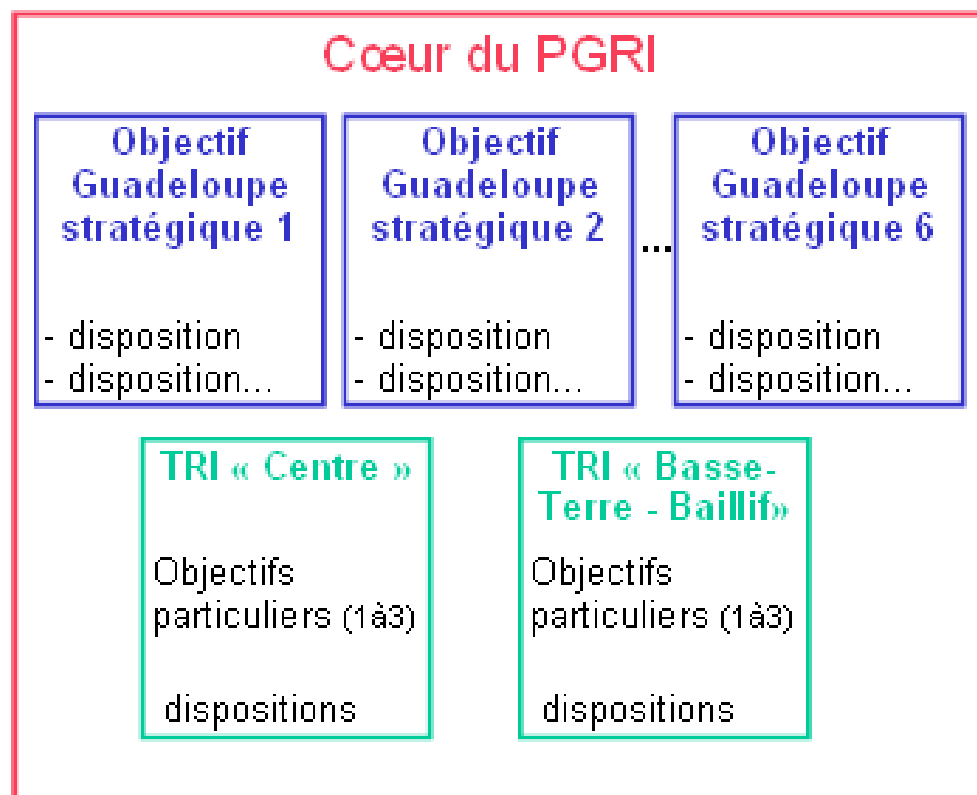 Cœur du PGRI
Objectif
Guadeloupe
stratégique 1
- disposition
- disposition...
Objectif
Guadeloupe
stratégique 2
- disposition
- disposition...
...
Objectif
Guadeloupe
stratégique 6
- disposition
- disposition...
TRI « Centre »
Objectifs
particuliers (1à3)
dispositions
TRI « Basse-
Terre - Baillif»
Objectifs
particuliers (1à3)
dispositions